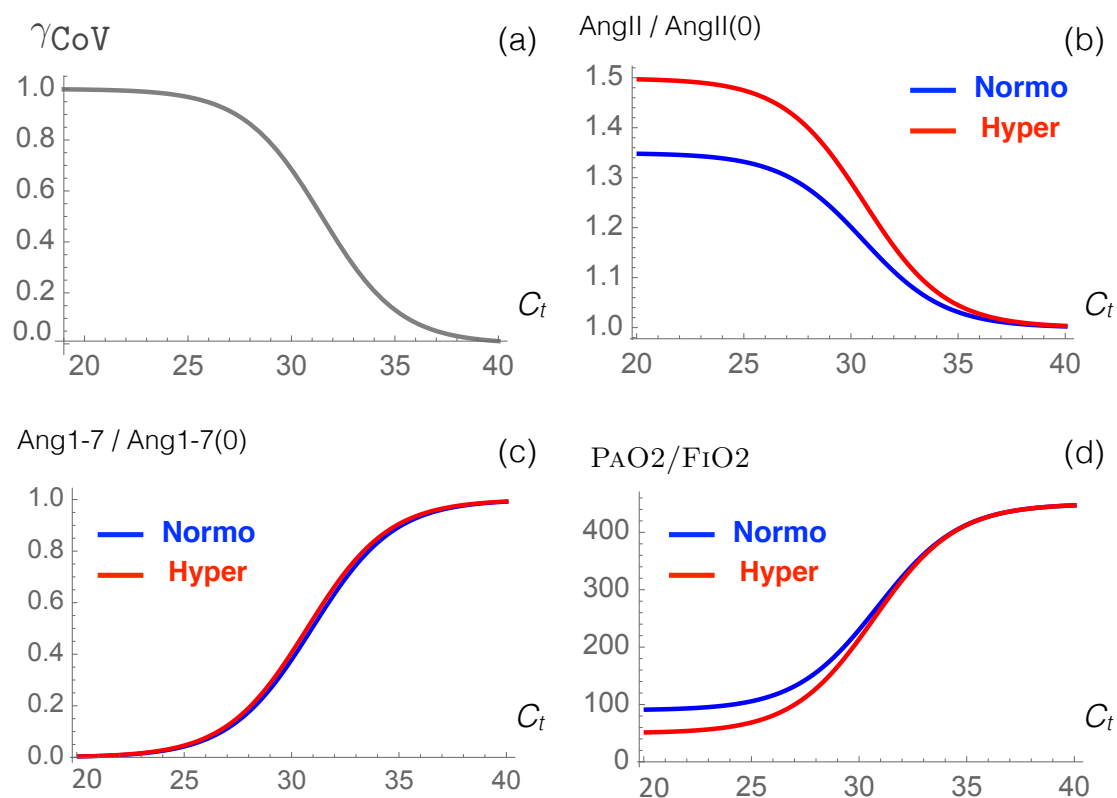 γCoV
(a)
1.0
0.8
0.6
0.4
0.2
0.0
20 25 30 35 40
Ct
AngII / AngII(0)
(b)
1.5
1.4
1.3
1.2
1.1
1.0
Normo
Hyper
20 25 30 35 40
Ct
Ang1-7 / Ang1-7(0)
(c)
1.0
0.8
0.6
0.4
0.2
0.0
Normo
Hyper
20 25 30 35 40
Ct
PAO2/FIO2
(d)
400
300
200
100
0
Normo
Hyper
20 25 30 35 40
Ct